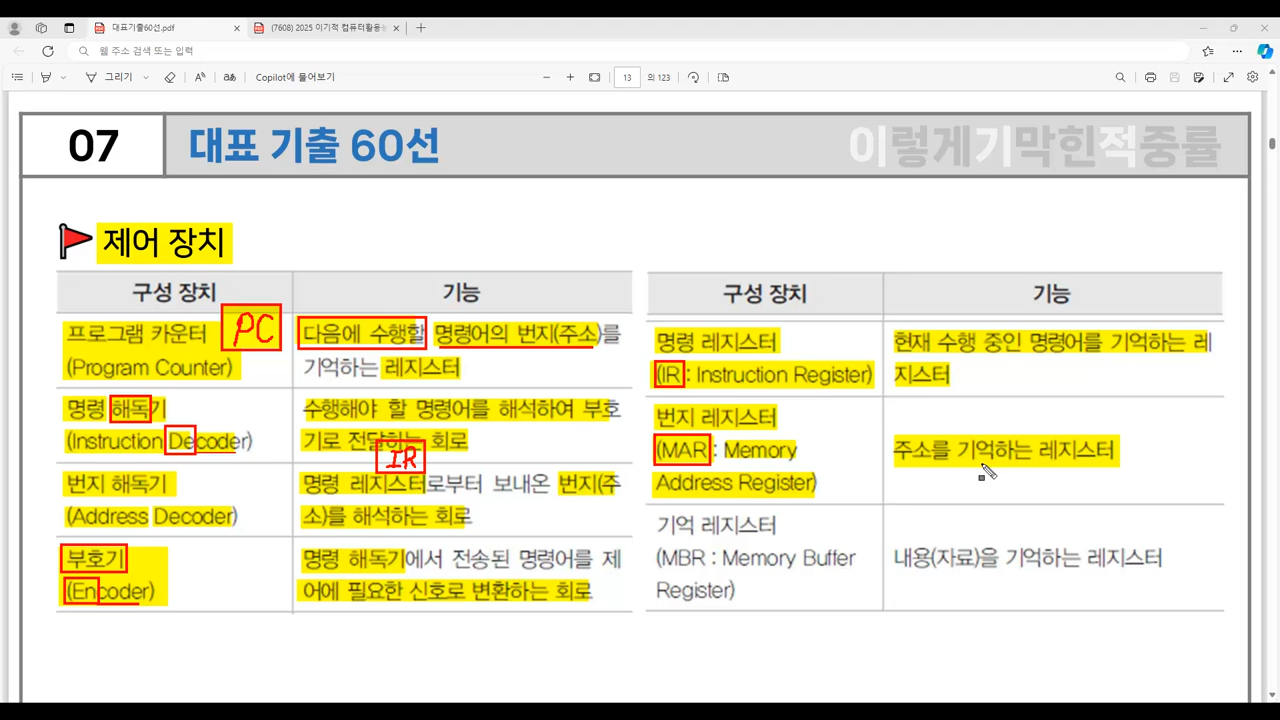 대표기출60선.pdf
(7608) 2025 이기적 컴퓨터활용능
웹 주소 검색 또는 입력
그리기
Copilot에 물어보기
13
의 123
07
대표 기출 60선
이렇게기막힌적중률
제어 장치
구성 장치
기능
프로그램 카운터
(Program Counter)
PC
다음에 수행할 명령어의 번지(주소)를
기억하는 레지스터
명령 해독기
(Instruction Decoder)
수행해야 할 명령어를 해석하여 부호
기로 전달하는 회로
번지 해독기
(Address Decoder)
IR
명령 레지스터로부터 보내온 번지(주
소)를 해석하는 회로
부호기
(Encoder)
명령 해독기에서 전송된 명령어를 제
어에 필요한 신호로 변환하는 회로
구성 장치
기능
명령 레지스터
(IR : Instruction Register)
현재 수행 중인 명령어를 기억하는 레
지스터
번지 레지스터
(MAR : Memory
Address Register)
주소를 기억하는 레지스터
기억 레지스터
(MBR : Memory Buffer
Register)
내용(자료)을 기억하는 레지스터